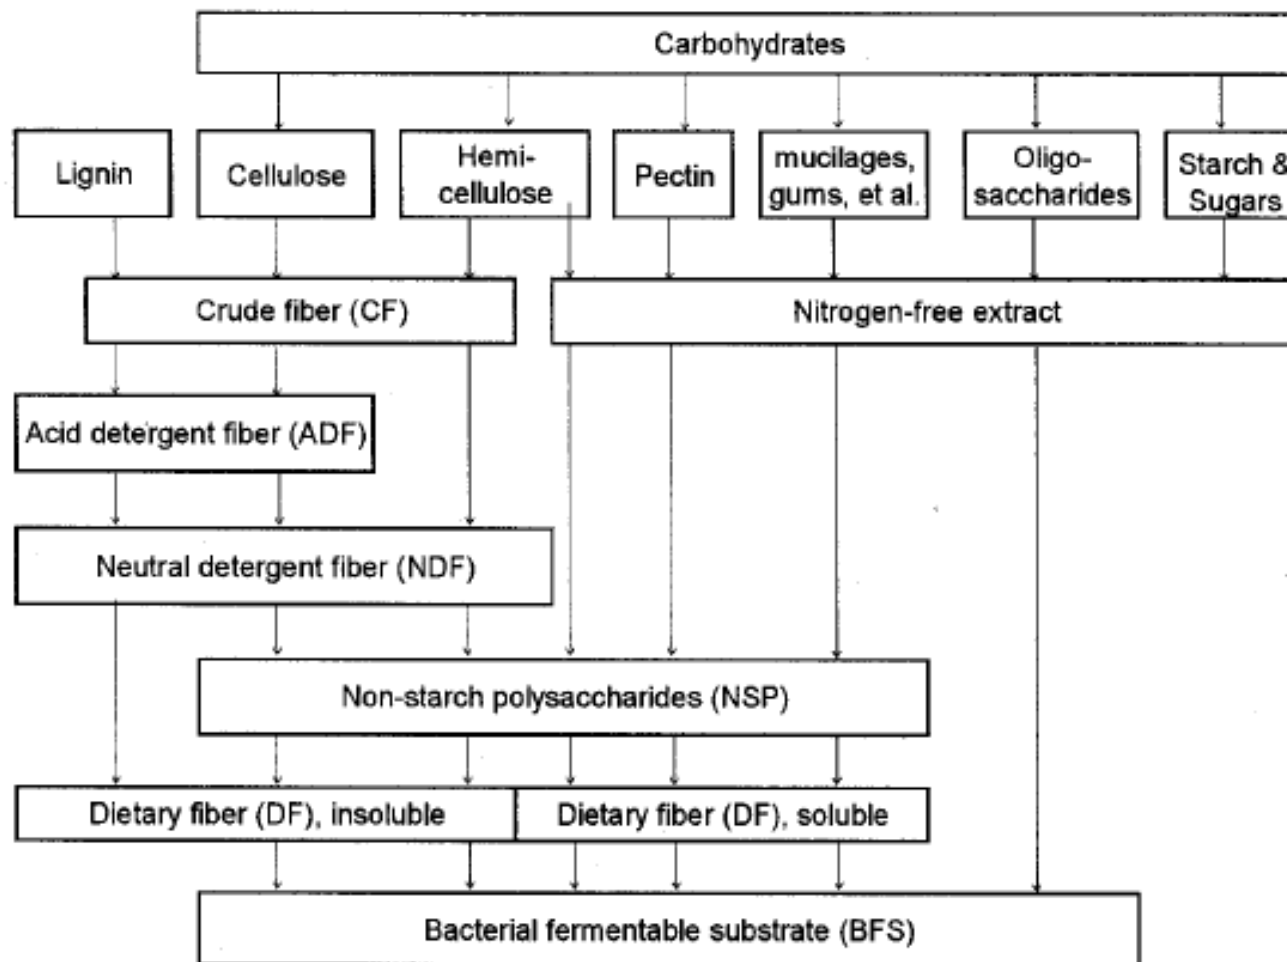 Carbohydrates
Lignin
Cellulose
Hemi-
cellulose
Pectin
mucilages,
gums, et al.
Oligo-
saccharides
Starch &
Sugars
Crude fiber (CF)
Nitrogen-free extract
Acid detergent fiber (ADF)
Neutral detergent fiber (NDF)
Non-starch polysaccharides (NSP)
Dietary fiber (DF), insoluble
Dietary fiber (DF), soluble
Bacterial fermentable substrate (BFS)